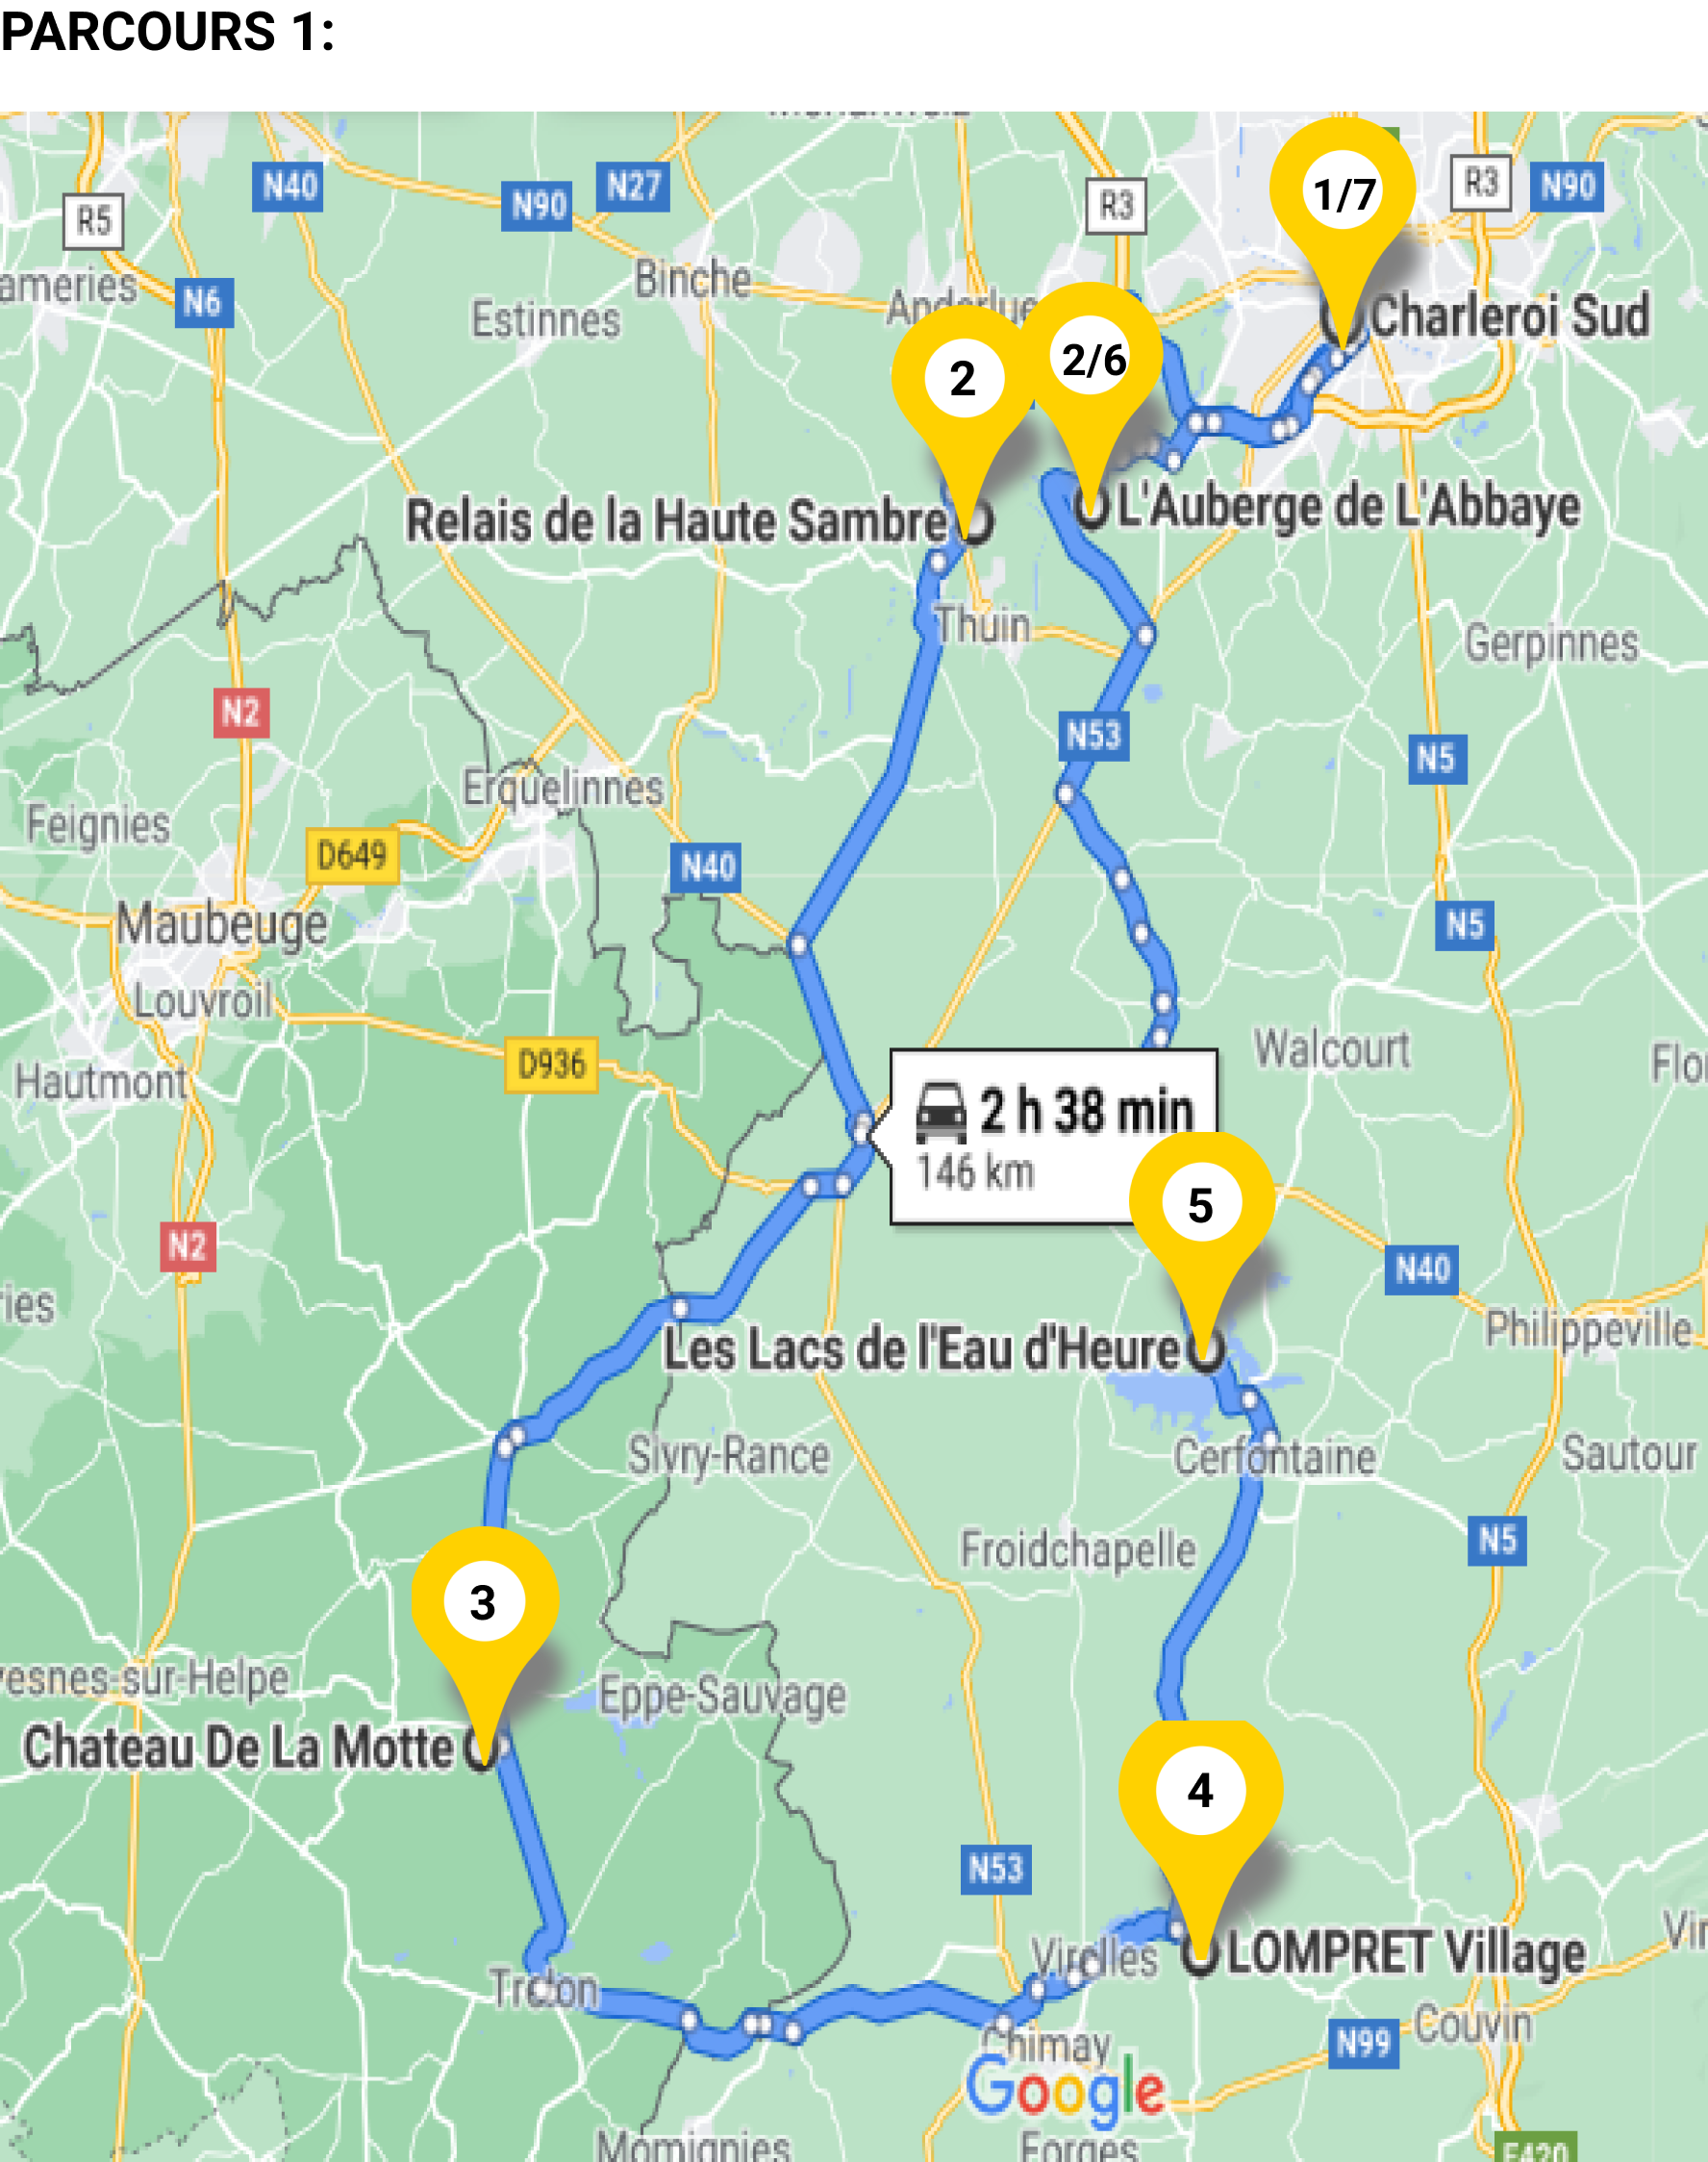 PARCOURS 1:
1/7
N40
N27
N90
R3
R3
N90
R5
ameries
N6
Binche
Estinnes
Anderlue
Charleroi Sud
2
2/6
Relais de la Haute Sambre
L'Auberge de L'Abbaye
Thuin
Gerpinnes
N2
N53
N5
Erquelinnes
Feignies
D649
N40
Maubeuge
N5
Louvroil
Hautmont
D936
Walcourt
Flo
2 h 38 min
146 km
5
N2
N40
ries
Philippeville
Les Lacs de l'Eau d'Heure
Sivry-Rance
Cerfontaine
Sautour
Froidchapelle
N5
3
vesnes-sur-Helpe
Eppe-Sauvage
Chateau De La Motte
4
N53
Virelles
LOMPRET Village
Vir
Trelon
Chimay
Couvin
N99
Google
Momignies
Forges
E420